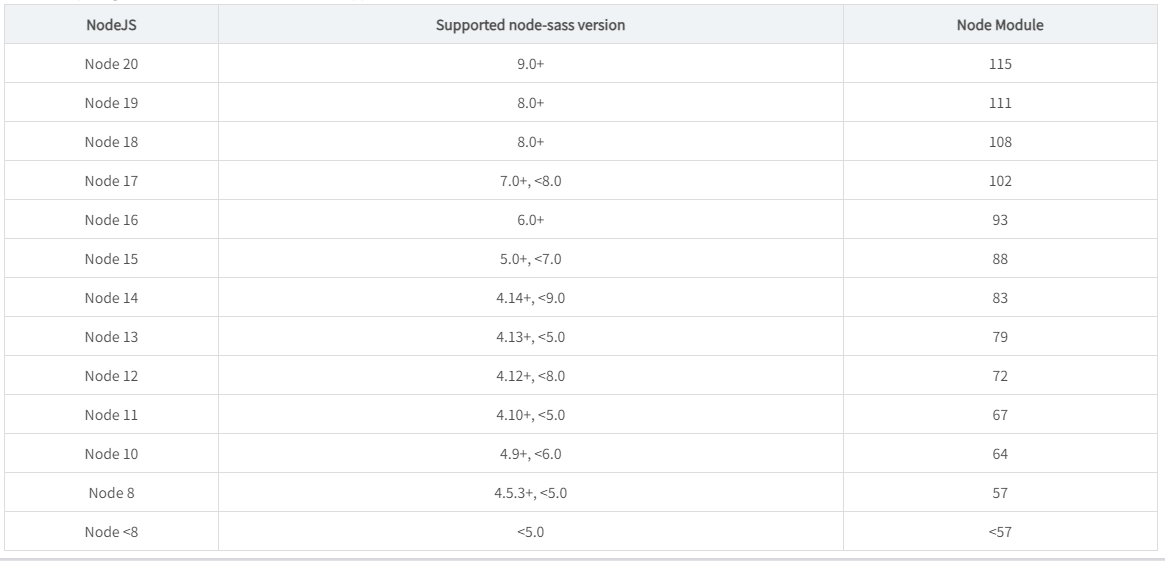 NodeJS Supported node-sass version Node Module
Node 20 9.0+ 115
Node 19 8.0+ 111
Node 18 8.0+ 108
Node 17 7.0+, <8.0 102
Node 16 6.0+ 93
Node 15 5.0+, <7.0 88
Node 14 4.14+, <9.0 83
Node 13 4.13+, <5.0 79
Node 12 4.12+, <8.0 72
Node 11 4.10+, <5.0 67
Node 10 4.9+, <6.0 64
Node 8 4.5.3+, <5.0 57
Node <8 <5.0 <57